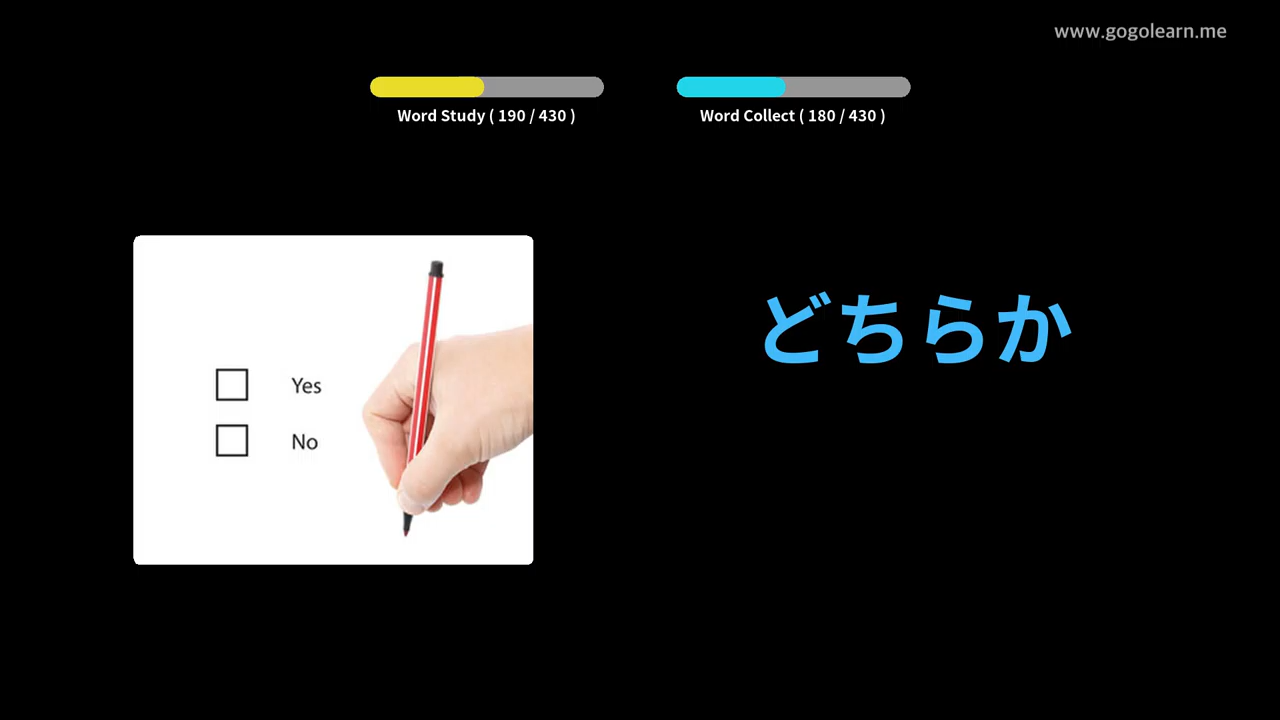 www.gogolearn.me
Word Study ( 190 / 430 )
Word Collect ( 180 / 430 )
どちらか
Yes
No